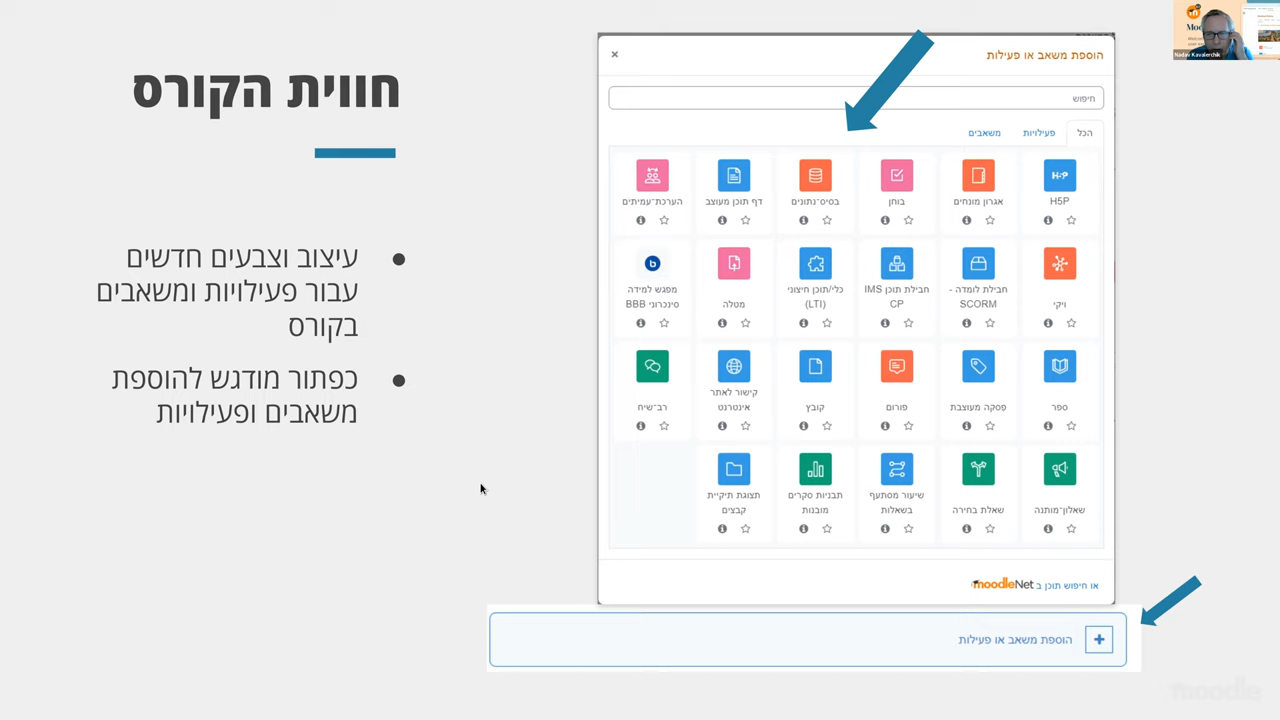 חווית הקורס
עיצוב וצבעים חדשים
עבור פעילויות ומשאבים
בקורס
כפתור מודגש להוספת
משאבים ופעילויות
הוספת משאב או פעילות
חיפוש
הכל פעילויות משאבים
H5P
אגרון מונחים
בוחן
בסיס־נתונים
דף תוכן מעוצב
הערכת־עמיתים
ויקי
חבילת לומדה -
SCORM
חבילת תוכן IMS
CP
כלי/תוכן חיצוני
(LTI)
מטלה
מפגש למידה
סינכרוני BBB
ספר
פסקה מעוצבת
פורום
קובץ
קישור לאתר
אינטרנט
רב־שיח
שאלון־מותנה
שאלת בחירה
שיעור מסתעף
בשאלות
תבניות סקרים
מובנות
תצוגת תיקיית
קבצים
או חיפוש תוכן ב moodleNet
הוספת משאב או פעילות
Nadav Kavalerchik
moodle